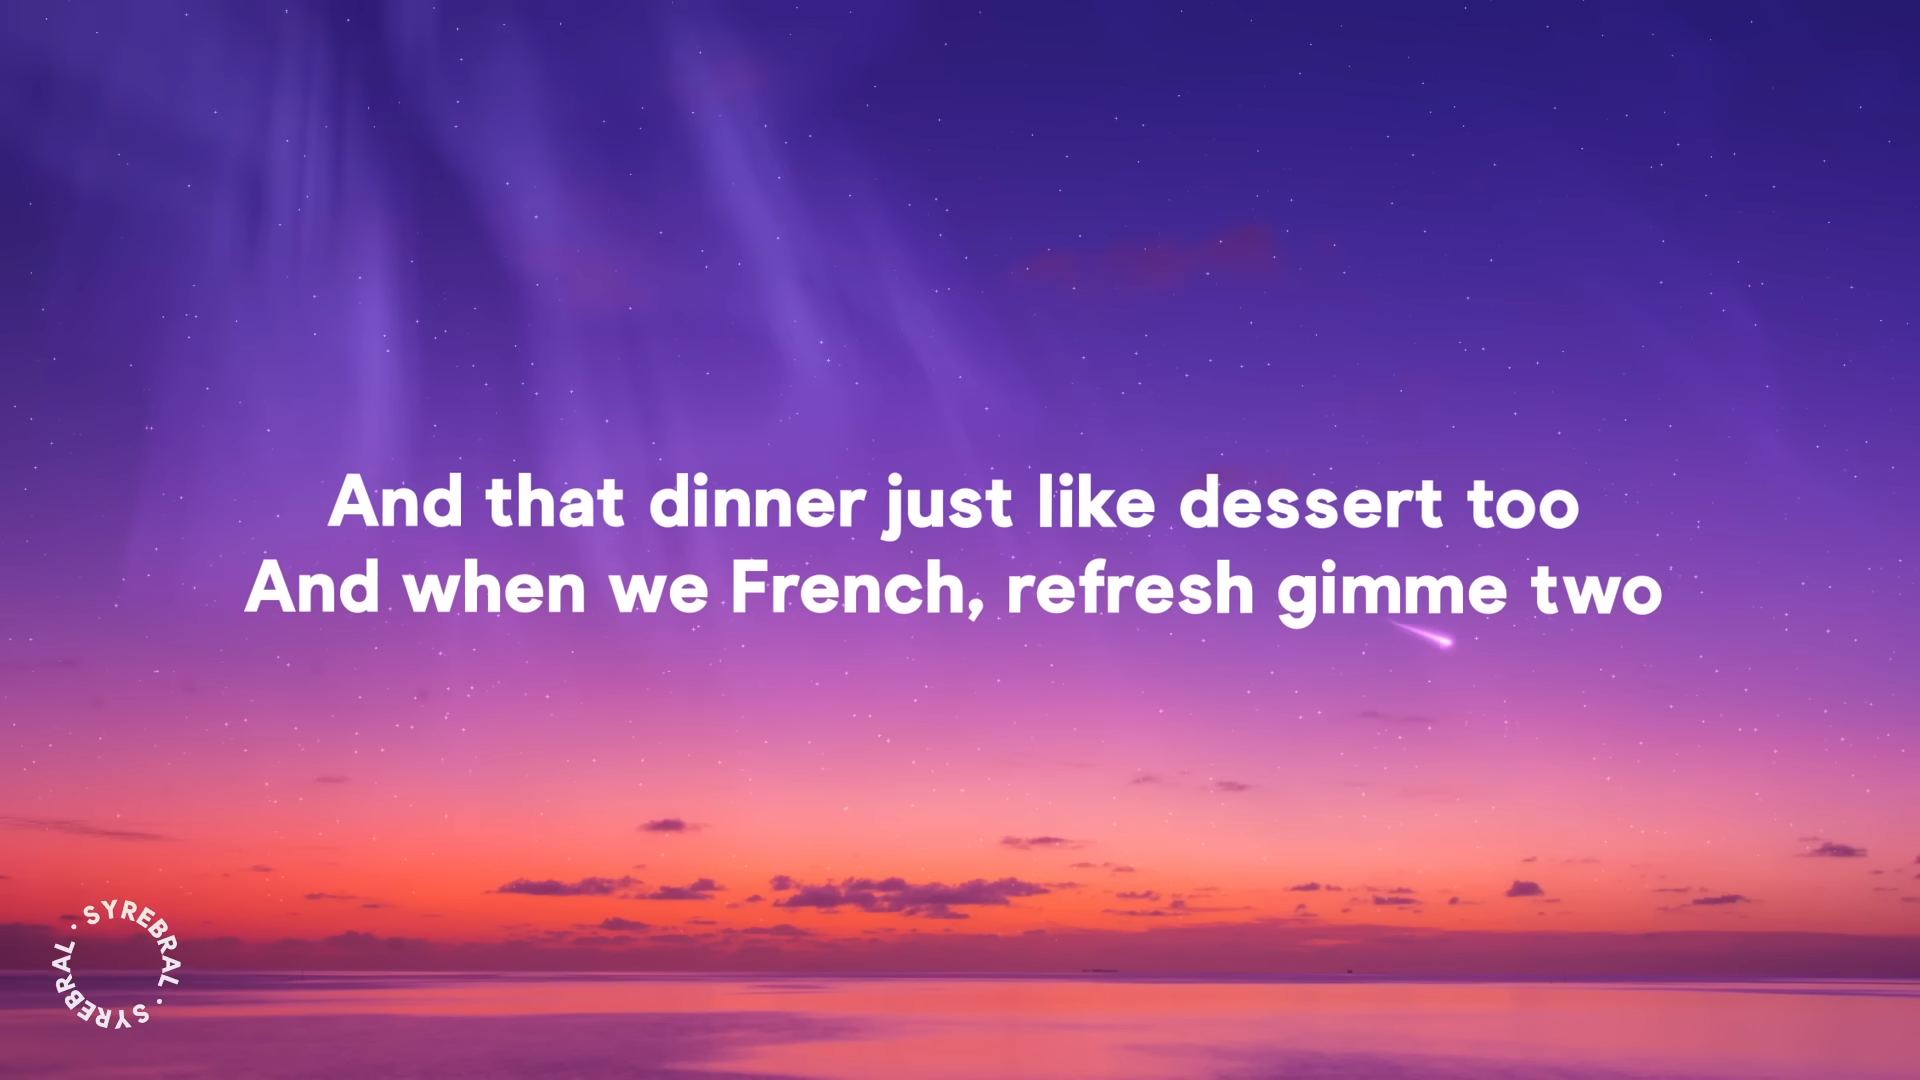 And that dinner just like dessert too
And when we French, refresh gimme two
SYREBRAL · SYREBRAL ·